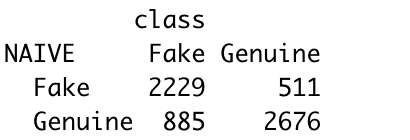 class
NAIVE Fake Genuine
Fake 2229 511
Genuine 885 2676